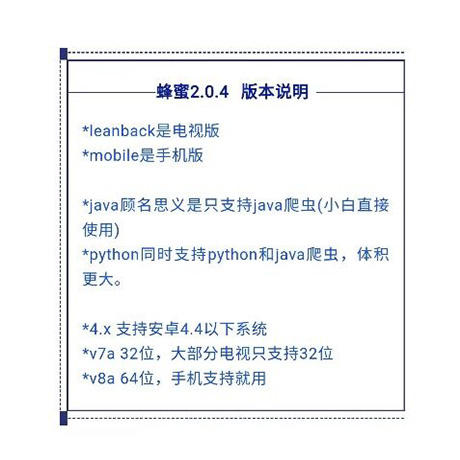 蜂蜜2.0.4 版本说明
*leanback是电视版
*mobile是手机版
*java顾名思义是只支持java爬虫(小白直接
使用)
*python同时支持python和java爬虫，体积
更大。
*4.x 支持安卓4.4以下系统
*v7a 32位，大部分电视只支持32位
*v8a 64位，手机支持就用